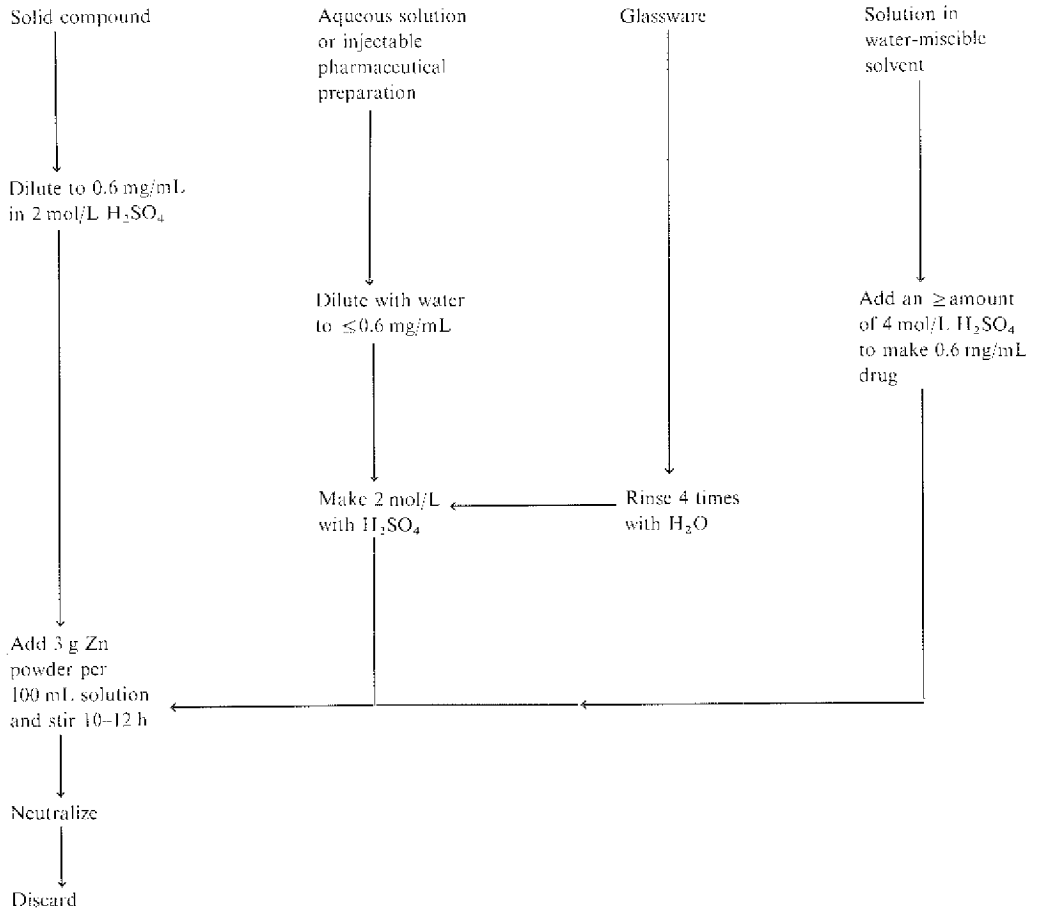 Solid compound
Aqueous solution
or injectable
pharmaceutical
preparation
Glassware
Solution in
water-miscible
solvent
Dilute to 0.6 mg/mL
in 2 mol/L H₂SO₄
Dilute with water
to ≤0.6 mg/mL
Add an ≥amount
of 4 mol/L H₂SO₄
to make 0.6 mg/mL
drug
Make 2 mol/L
with H₂SO₄
Rinse 4 times
with H₂O
Add 3 g Zn
powder per
100 mL solution
and stir 10–12 h
Neutralize
Discard